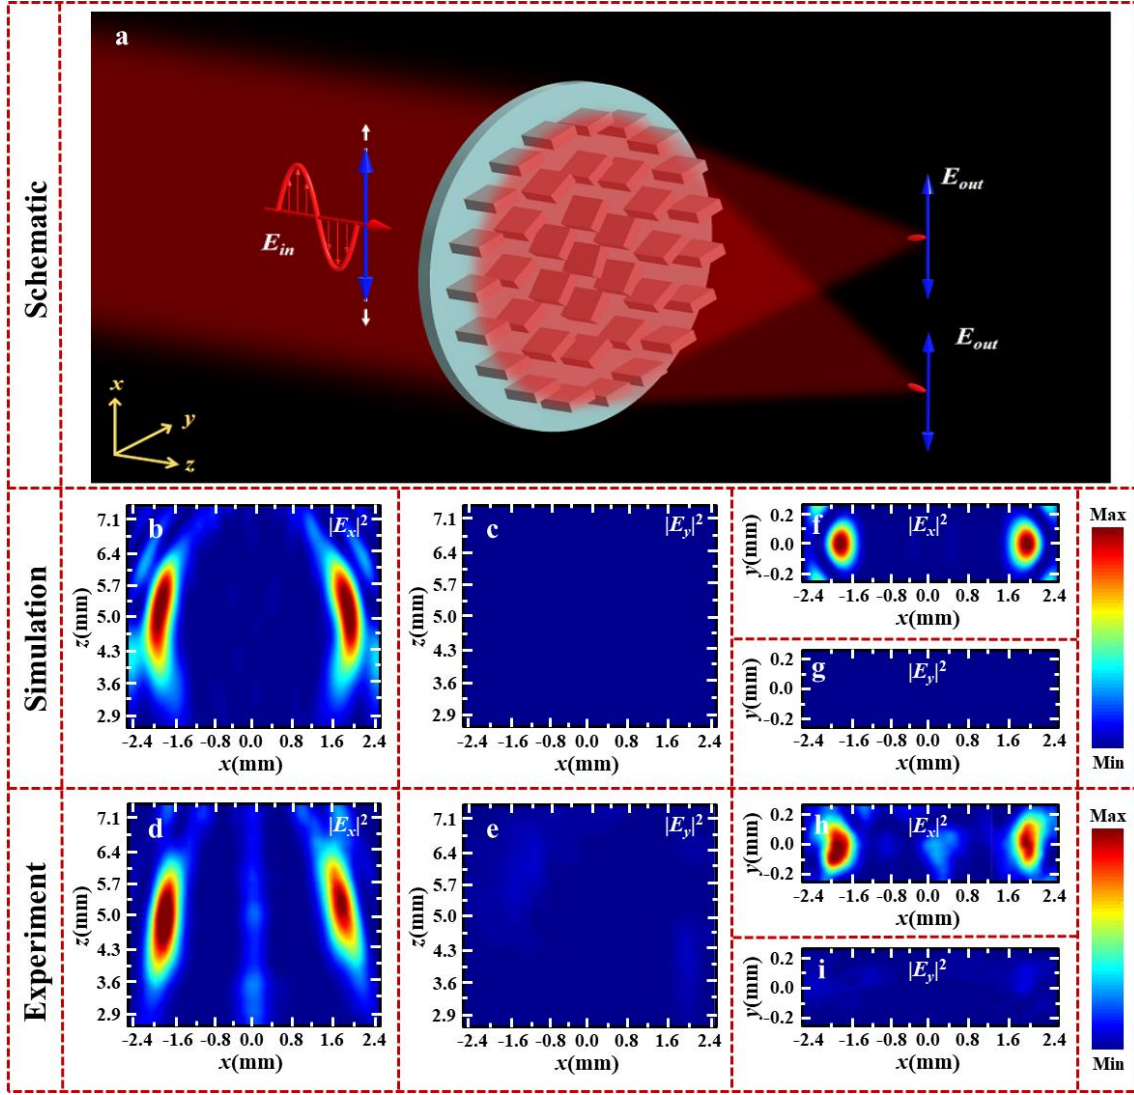 Schematic
a
E_in
E_out
E_out
x
y
z
Simulation
b
|E_x|^2
z(mm)
7.1
6.4
5.7
5.0
4.3
3.6
2.9
-2.4 -1.6 -0.8 0.0 0.8 1.6 2.4
x(mm)
c
|E_y|^2
z(mm)
7.1
6.4
5.7
5.0
4.3
3.6
2.9
-2.4 -1.6 -0.8 0.0 0.8 1.6 2.4
x(mm)
f
|E_x|^2
y(mm)
0.2
0.0
-0.2
-2.4 -1.6 -0.8 0.0 0.8 1.6 2.4
x(mm)
g
|E_y|^2
y(mm)
0.2
0.0
-0.2
-2.4 -1.6 -0.8 0.0 0.8 1.6 2.4
x(mm)
Max
Min
Experiment
d
|E_x|^2
z(mm)
7.1
6.4
5.7
5.0
4.3
3.6
2.9
-2.4 -1.6 -0.8 0.0 0.8 1.6 2.4
x(mm)
e
|E_y|^2
z(mm)
7.1
6.4
5.7
5.0
4.3
3.6
2.9
-2.4 -1.6 -0.8 0.0 0.8 1.6 2.4
x(mm)
h
|E_x|^2
y(mm)
0.2
0.0
-0.2
-2.4 -1.6 -0.8 0.0 0.8 1.6 2.4
x(mm)
i
|E_y|^2
y(mm)
0.2
0.0
-0.2
-2.4 -1.6 -0.8 0.0 0.8 1.6 2.4
x(mm)
Max
Min